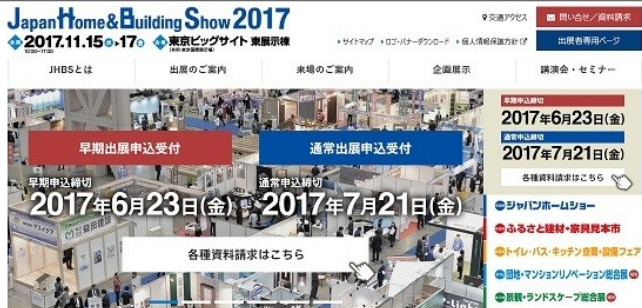 Japan Home & Building Show 2017
会期 2017.11.15 水 ▸ 17 金 会場 東京ビッグサイト 東展示棟
10:00~17:00
交通アクセス
問い合せ／資料請求
サイトマップ
ロゴ・バナーダウンロード
個人情報保護方針
出展者専用ページ
JHBSとは
出展のご案内
来場のご案内
企画展示
講演会・セミナー
早期出展申込受付
通常出展申込受付
早期申込締切
2017年6月23日(金)
通常申込締切
2017年7月21日(金)
各種資料請求はこちら
早期申込締切
2017年6月23日(金)
通常申込締切
2017年7月21日(金)
各種資料請求はこちら
ジャパンホームショー
ふるさと建材・家具見本市
トイレ・バス・キッチン空間・設備フェア
団地・マンションリノベーション総合展
景観・ランドスケープ総合展